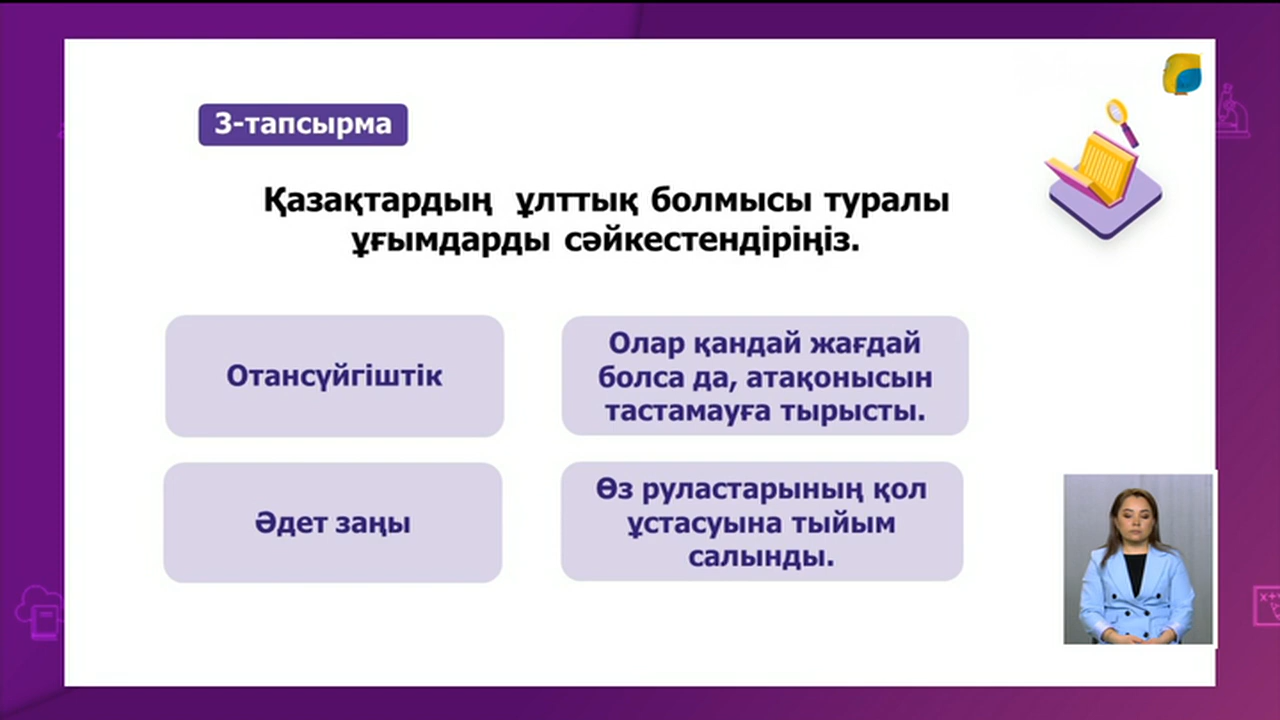 3-тапсырма
Қазақтардың ұлттық болмысы туралы
ұғымдарды сәйкестендіріңіз.
Отансүйгіштік
Олар қандай жағдай
болса да, атақонысын
тастамауға тырысты.
Әдет заңы
Өз руластарының қол
ұстасуына тыйым
салынды.